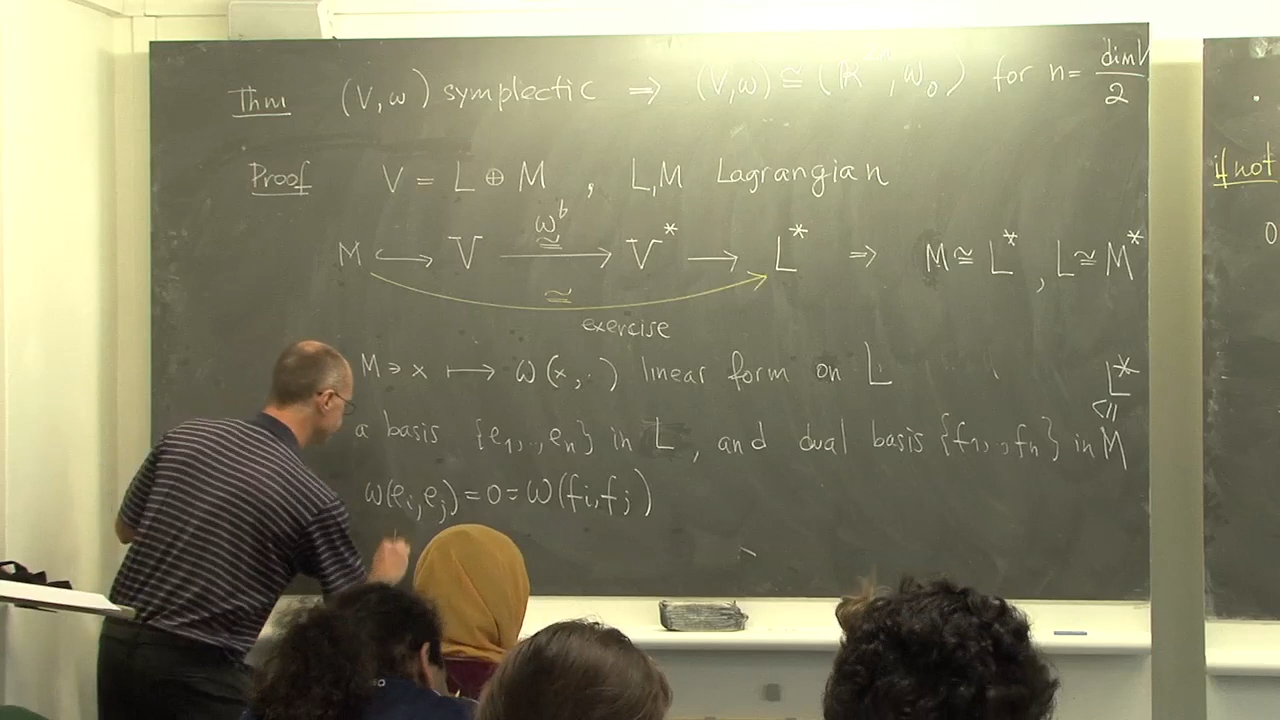 Thm (V,ω) symplectic ⇒ (V,ω) ≅ (ℝ , ω₀) for n = dimV/2
Proof V = L ⊕ M , L,M Lagrangian
M ↪ V —ω^b ≅→ V* → L* ⇒ M ≅ L* , L ≅ M*
≅
exercise
M ∋ x ↦ ω(x,·) linear form on L
L*
a basis {e₁,..,eₙ} in L, and dual basis {f₁,.,fₙ} in M
ω(eᵢ,eⱼ) = 0 = ω(fᵢ,fⱼ)
if not
0